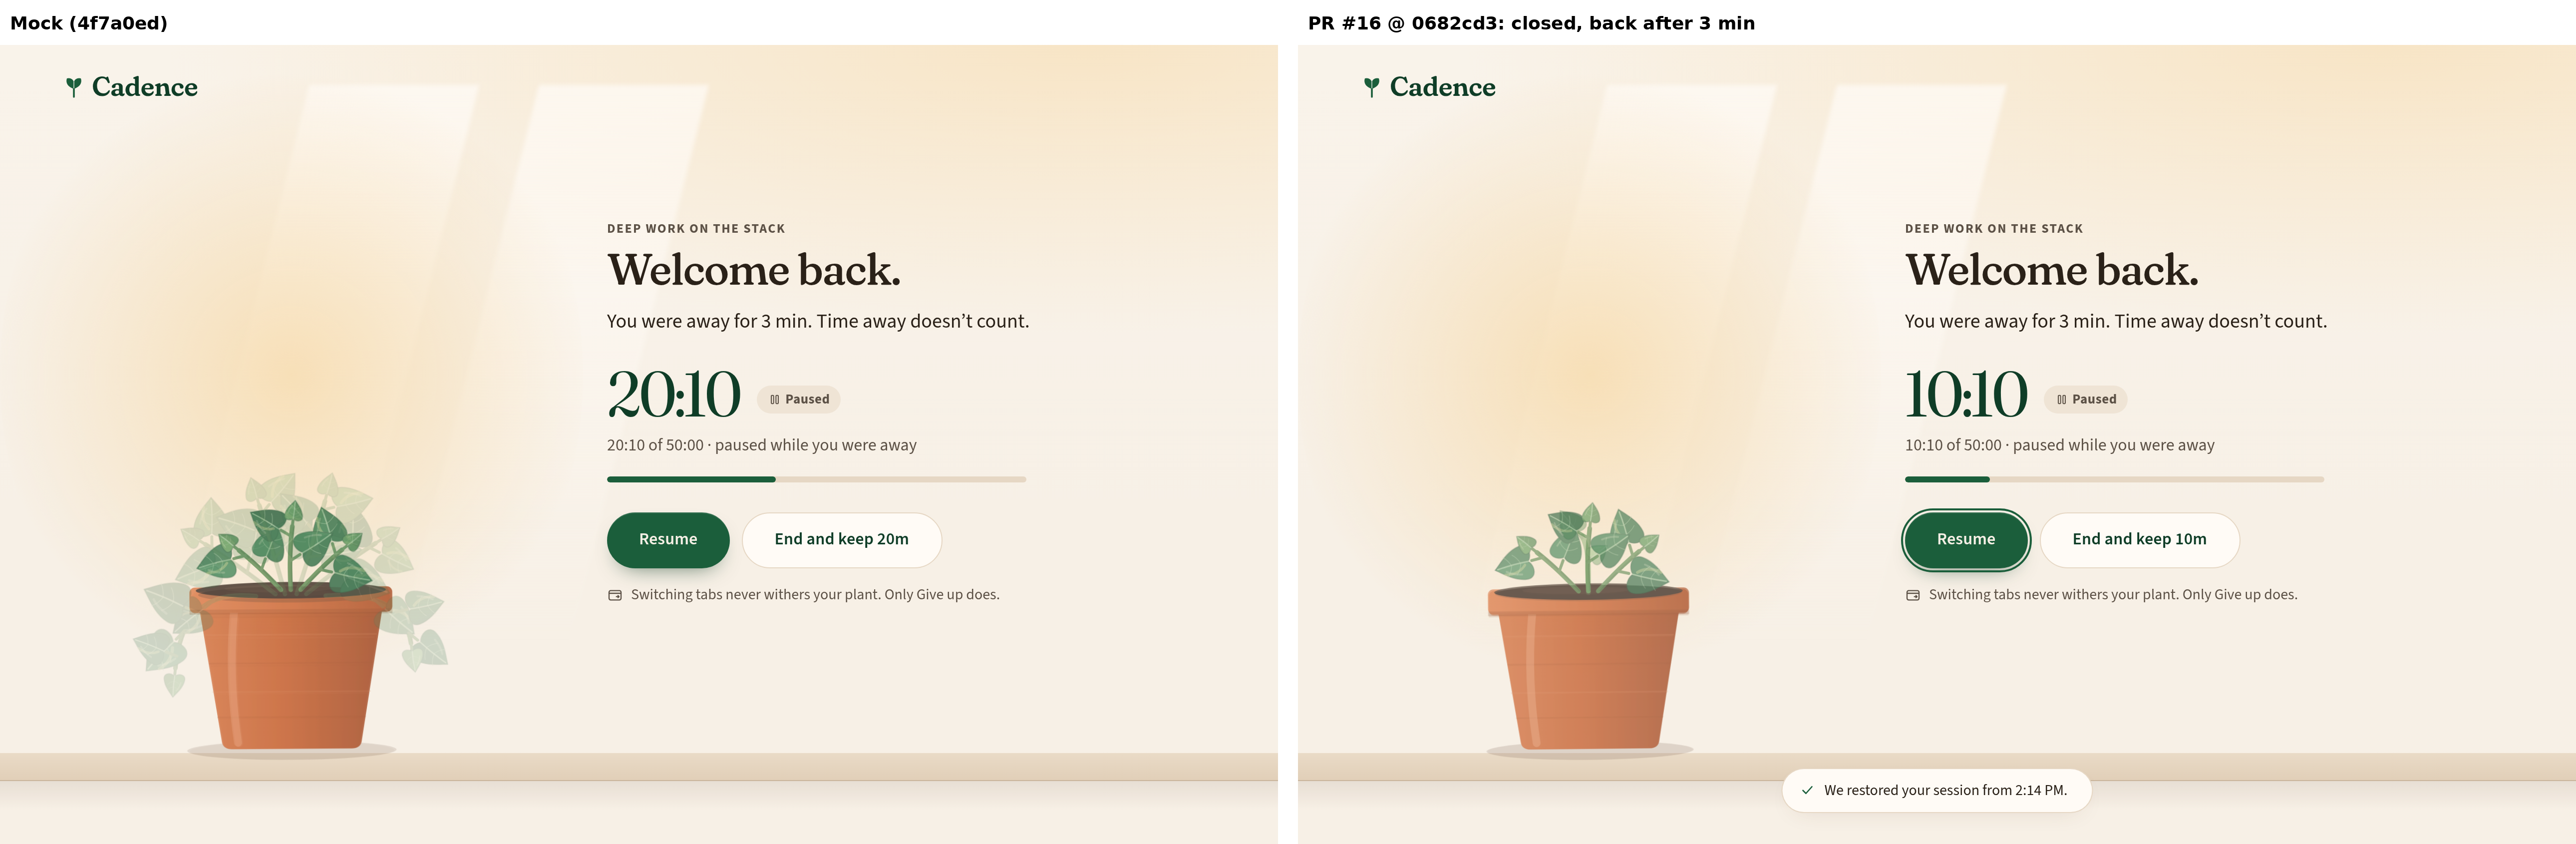 Mock (4f7a0ed)
Cadence
DEEP WORK ON THE STACK
Welcome back.
You were away for 3 min. Time away doesn’t count.
20:10
Paused
20:10 of 50:00 · paused while you were away
Resume
End and keep 20m
Switching tabs never withers your plant. Only Give up does.
PR #16 @ 0682cd3: closed, back after 3 min
Cadence
DEEP WORK ON THE STACK
Welcome back.
You were away for 3 min. Time away doesn’t count.
10:10
Paused
10:10 of 50:00 · paused while you were away
Resume
End and keep 10m
Switching tabs never withers your plant. Only Give up does.
We restored your session from 2:14 PM.